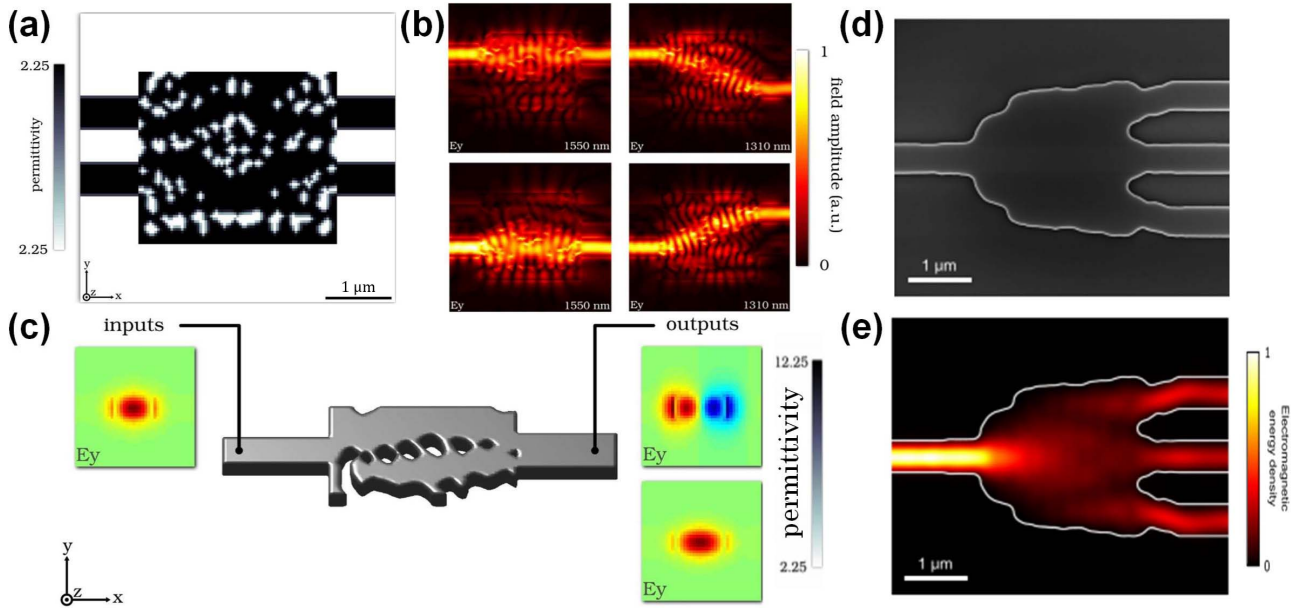 (a)
2.25
permittivity
2.25
y
z
x
1 μm
(b)
Ey
1550 nm
Ey
1310 nm
Ey
1550 nm
Ey
1310 nm
1
field amplitude (a.u.)
0
(c)
inputs
outputs
Ey
Ey
Ey
12.25
permittivity
2.25
y
z
x
(d)
1 μm
(e)
1 μm
1
Electromagnetic
energy density
0